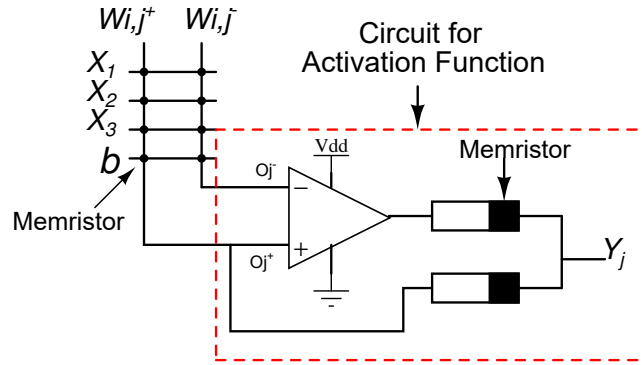 Wi,j⁺ Wi,j⁻
Circuit for
Activation Function
X₁
X₂
X₃
b
Memristor
Oj⁻
Oj⁺
Vdd
−
+
Memristor
Yⱼ